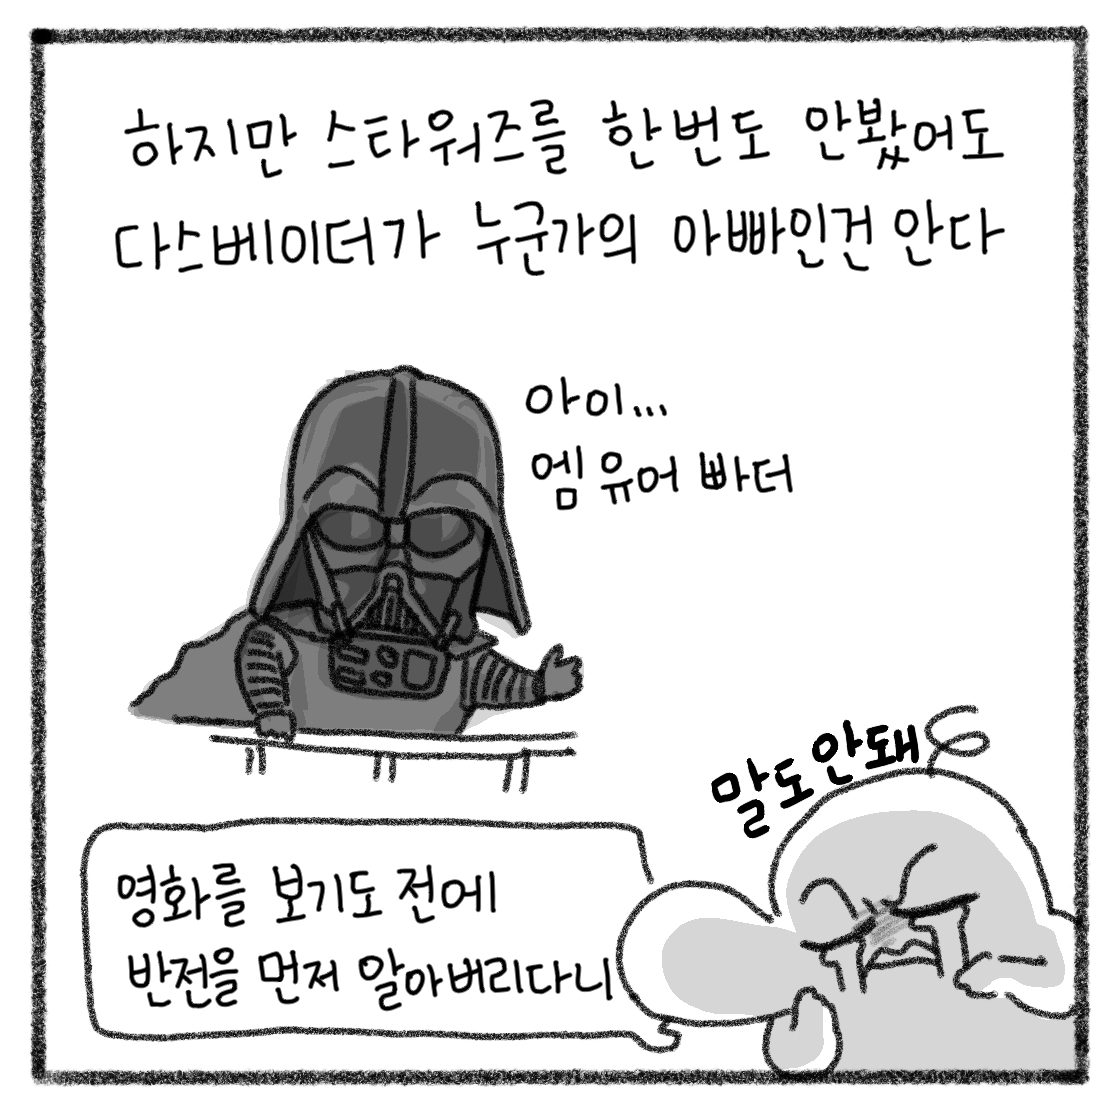 하지만 스타워즈를 한번도 안봤어도
다스베이더가 누군가의 아빠인건 안다
아이...
엠 유어 빠더
말도안돼
영화를 보기도 전에
반전을 먼저 알아버리다니